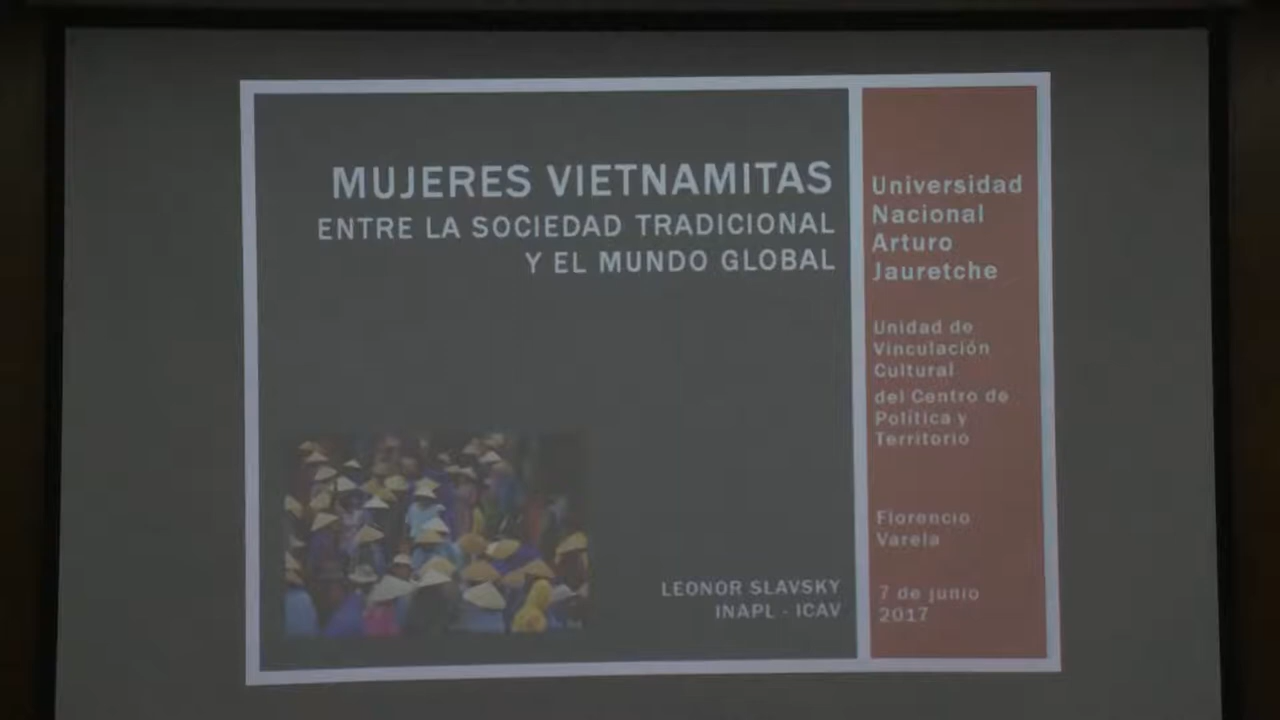 MUJERES VIETNAMITAS
ENTRE LA SOCIEDAD TRADICIONAL
Y EL MUNDO GLOBAL
LEONOR SLAVSKY
INAPL - ICAV
Universidad
Nacional
Arturo
Jauretche
Unidad de
Vinculación
Cultural
del Centro de
Política y
Territorio
Florencio
Varela
7 de junio
2017